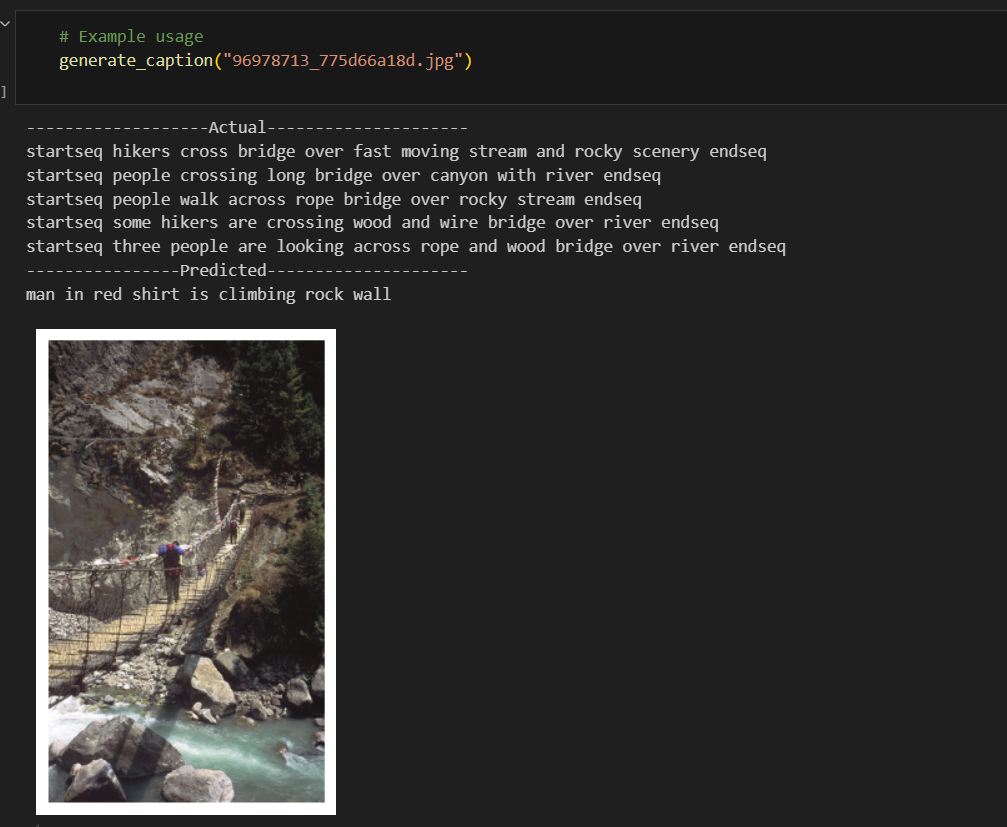 # Example usage
generate_caption("96978713_775d66a18d.jpg")
]
-------------------Actual---------------------
startseq hikers cross bridge over fast moving stream and rocky scenery endseq
startseq people crossing long bridge over canyon with river endseq
startseq people walk across rope bridge over rocky stream endseq
startseq some hikers are crossing wood and wire bridge over river endseq
startseq three people are looking across rope and wood bridge over river endseq
----------------Predicted---------------------
man in red shirt is climbing rock wall